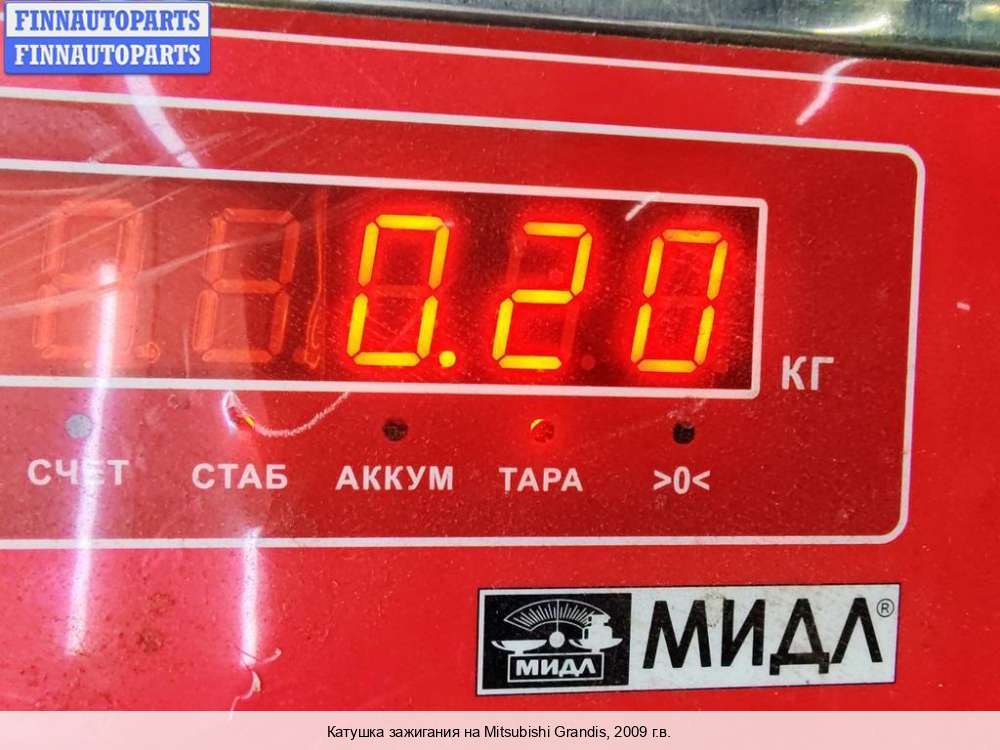 FINNAUTOPARTS
FINNAUTOPARTS
0.20
КГ
СЧЕТ СТАБ АККУМ ТАРА >0<
МИДЛ МИДЛ®
Катушка зажигания на Mitsubishi Grandis, 2009 г.в.